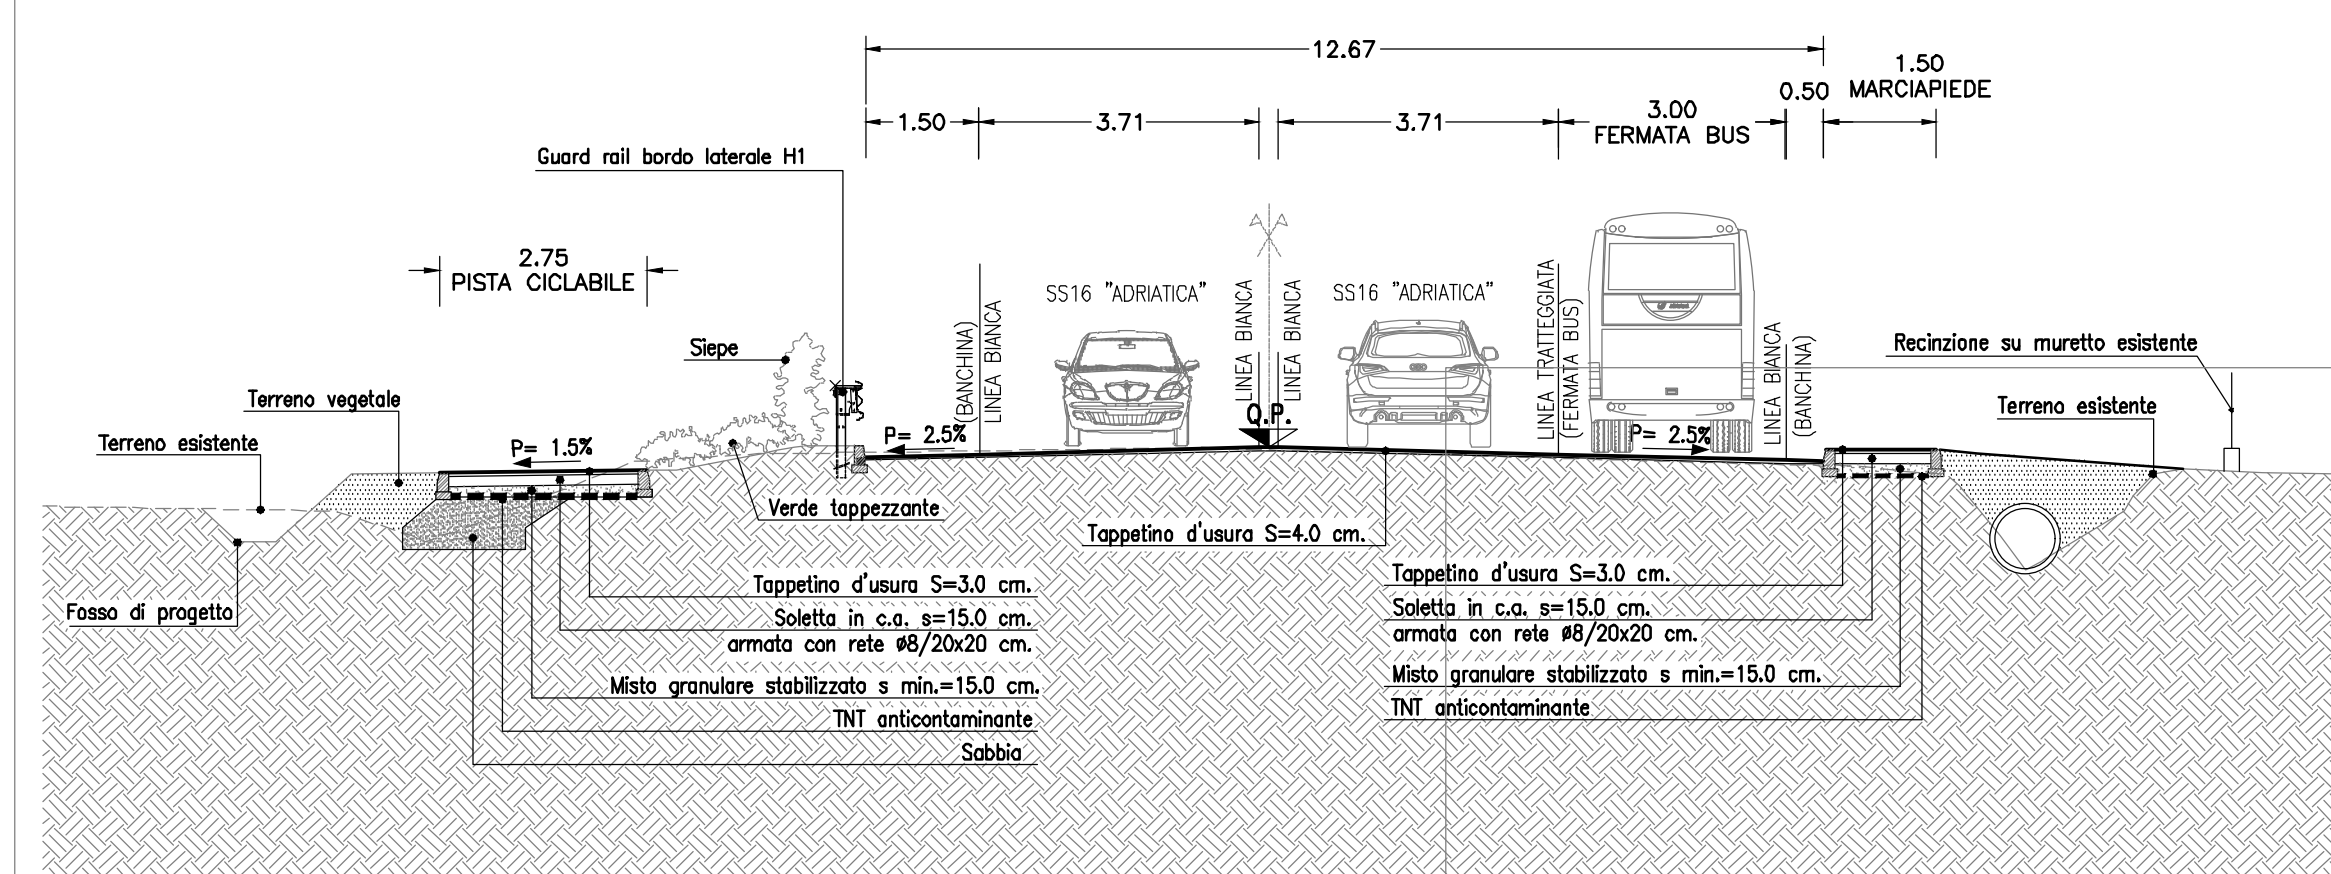 12.67
1.50
MARCIAPIEDE
0.50
1.50
3.71
3.71
3.00
FERMATA BUS
Guard rail bordo laterale H1
2.75
PISTA CICLABILE
SS16 "ADRIATICA"
SS16 "ADRIATICA"
(BANCHINA)
LINEA BIANCA
LINEA BIANCA
LINEA BIANCA
LINEA TRATTEGGIATA
(FERMATA BUS)
LINEA BIANCA
(BANCHINA)
Siepe
Recinzione su muretto esistente
Terreno vegetale
Terreno esistente
Terreno esistente
Q.P.
P= 1.5%
P= 2.5%
P= 2.5%
Verde tappezzante
Tappetino d'usura S=4.0 cm.
Fosso di progetto
Tappetino d'usura S=3.0 cm.
Soletta in c.a. s=15.0 cm.
armata con rete ø8/20x20 cm.
Misto granulare stabilizzato s min.=15.0 cm.
TNT anticontaminante
Sabbia
Tappetino d'usura S=3.0 cm.
Soletta in c.a. s=15.0 cm.
armata con rete ø8/20x20 cm.
Misto granulare stabilizzato s min.=15.0 cm.
TNT anticontaminante